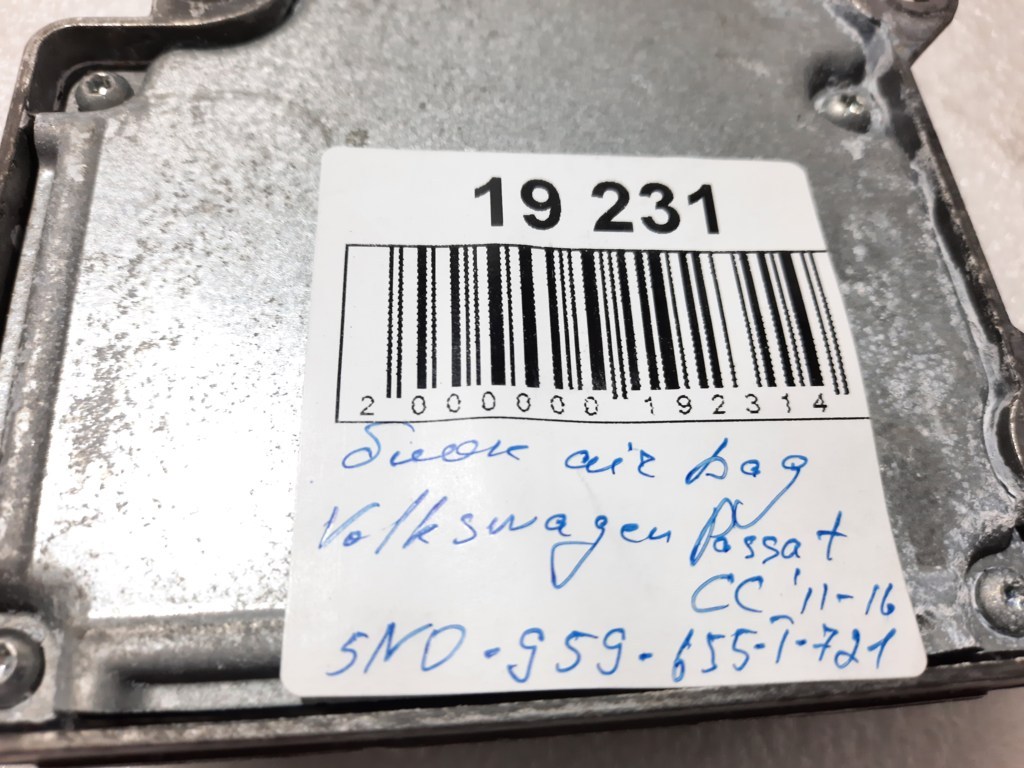 19 231
2 000000 192314
блок air bag
Volkswagen Passat
CC '11-16
5N0-959-655-T-721